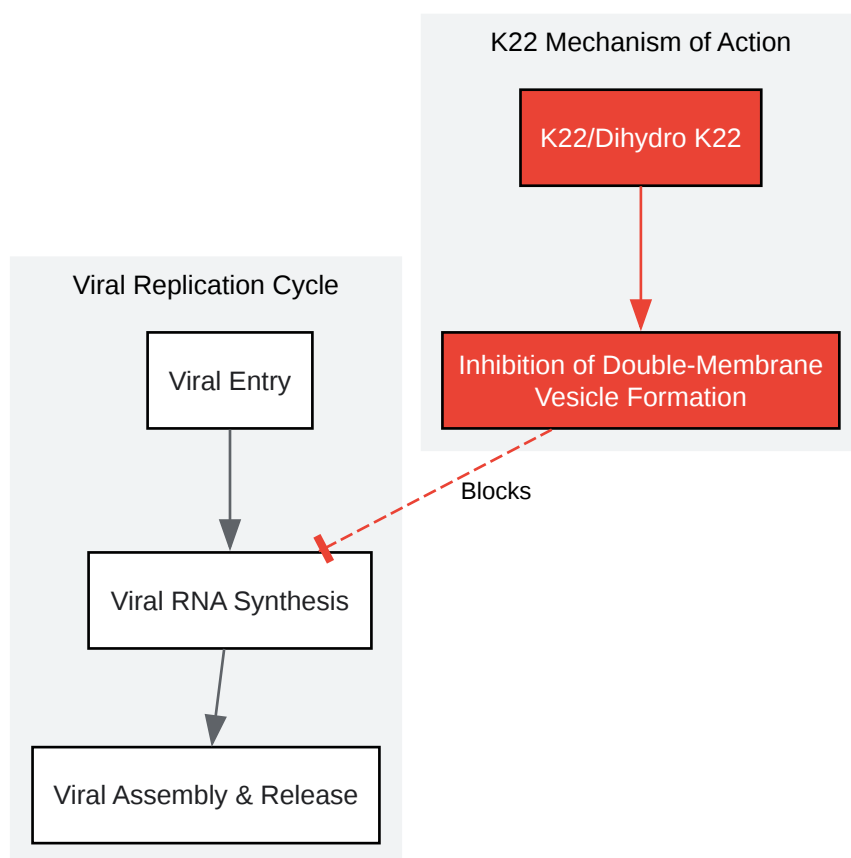 K22 Mechanism of Action
K22/Dihydro K22
Inhibition of Double-Membrane
Vesicle Formation
Blocks
Viral Replication Cycle
Viral Entry
Viral RNA Synthesis
Viral Assembly & Release